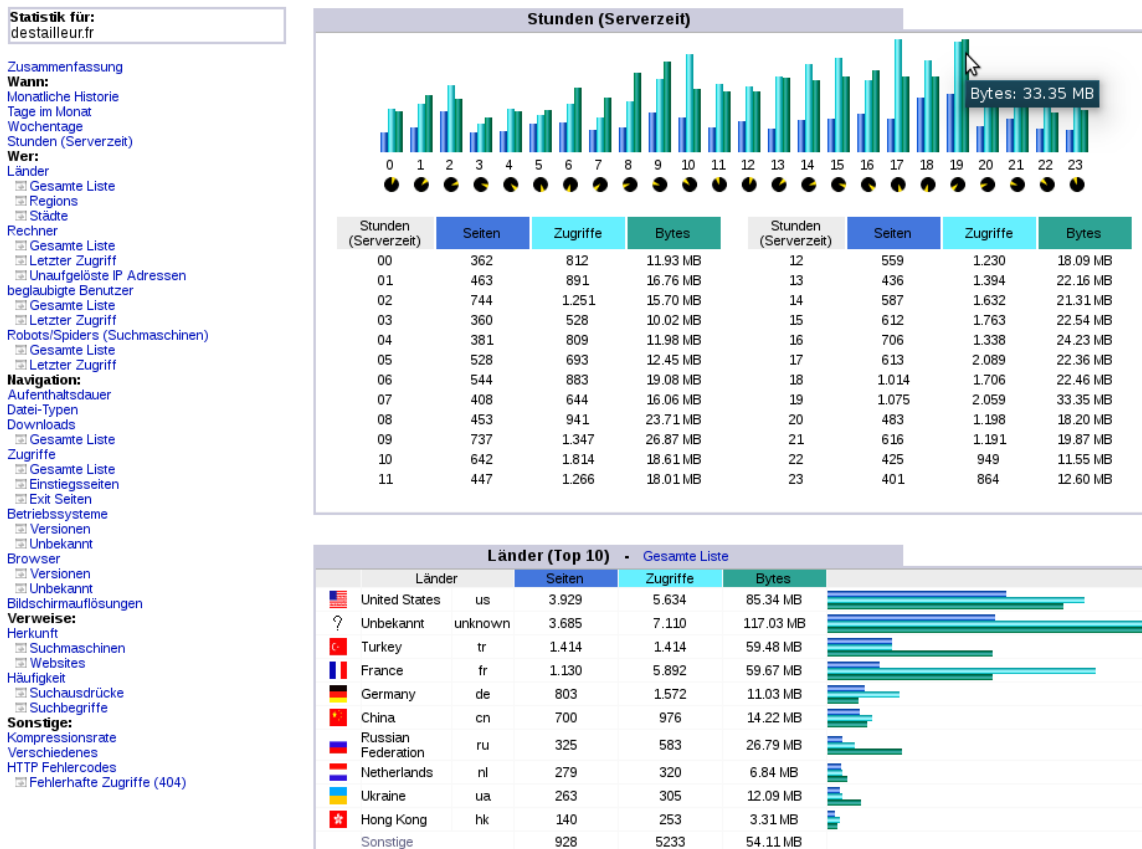 Statistik für:
destailleur.fr
Zusammenfassung
Wann:
Monatliche Historie
Tage im Monat
Wochentage
Stunden (Serverzeit)
Wer:
Länder
Gesamte Liste
Regions
Städte
Rechner
Gesamte Liste
Letzter Zugriff
Unaufgelöste IP Adressen
beglaubigte Benutzer
Gesamte Liste
Letzter Zugriff
Robots/Spiders (Suchmaschinen)
Gesamte Liste
Letzter Zugriff
Navigation:
Aufenthaltsdauer
Datei-Typen
Downloads
Gesamte Liste
Zugriffe
Gesamte Liste
Einstiegsseiten
Exit Seiten
Betriebssysteme
Versionen
Unbekannt
Browser
Versionen
Unbekannt
Bildschirmauflösungen
Verweise:
Herkunft
Suchmaschinen
Websites
Häufigkeit
Suchausdrücke
Suchbegriffe
Sonstige:
Kompressionsrate
Verschiedenes
HTTP Fehlercodes
Fehlerhafte Zugriffe (404)
Stunden (Serverzeit)
Bytes: 33.35 MB
0 1 2 3 4 5 6 7 8 9 10 11 12 13 14 15 16 17 18 19 20 21 22 23
Stunden (Serverzeit) Seiten Zugriffe Bytes Stunden (Serverzeit) Seiten Zugriffe Bytes
00 362 812 11.93 MB 12 559 1.230 18.09 MB
01 463 891 16.76 MB 13 436 1.394 22.16 MB
02 744 1.251 15.70 MB 14 587 1.632 21.31 MB
03 360 528 10.02 MB 15 612 1.763 22.54 MB
04 381 809 11.98 MB 16 706 1.338 24.23 MB
05 528 693 12.45 MB 17 613 2.089 22.36 MB
06 544 883 19.08 MB 18 1.014 1.706 22.46 MB
07 408 644 16.06 MB 19 1.075 2.059 33.35 MB
08 453 941 23.71 MB 20 483 1.198 18.20 MB
09 737 1.347 26.87 MB 21 616 1.191 19.87 MB
10 642 1.814 18.61 MB 22 425 949 11.55 MB
11 447 1.266 18.01 MB 23 401 864 12.60 MB
Länder (Top 10) - Gesamte Liste
Länder Seiten Zugriffe Bytes
United States us 3.929 5.634 85.34 MB
? Unbekannt unknown 3.685 7.110 117.03 MB
Turkey tr 1.414 1.414 59.48 MB
France fr 1.130 5.892 59.67 MB
Germany de 803 1.572 11.03 MB
China cn 700 976 14.22 MB
Russian Federation ru 325 583 26.79 MB
Netherlands nl 279 320 6.84 MB
Ukraine ua 263 305 12.09 MB
Hong Kong hk 140 253 3.31 MB
Sonstige 928 5233 54.11 MB